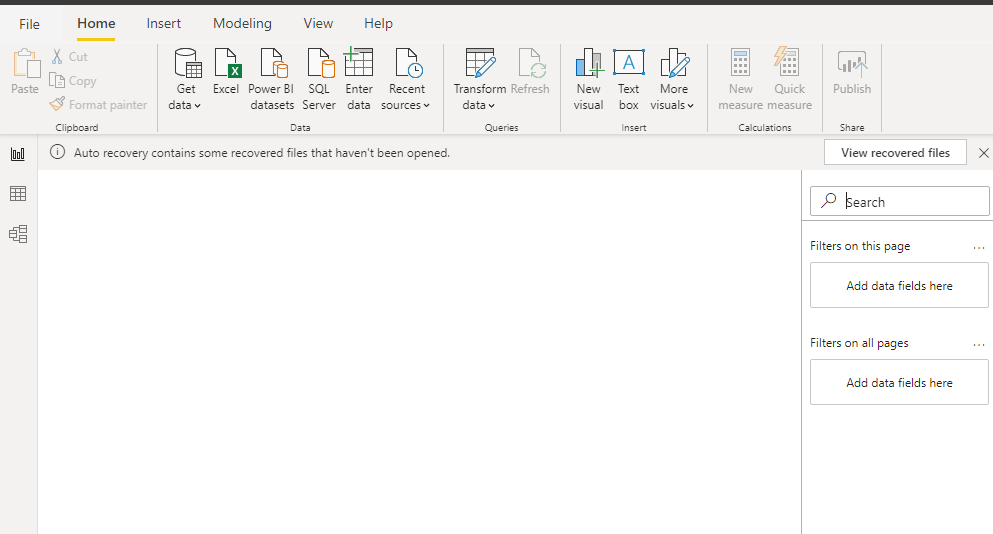 File Home Insert Modeling View Help
Paste
Cut
Copy
Format painter
Clipboard
Get data
Excel
Power BI datasets
SQL Server
Enter data
Recent sources
Data
Transform data
Refresh
Queries
New visual
Text box
More visuals
Insert
New measure
Quick measure
Calculations
Publish
Share
Auto recovery contains some recovered files that haven't been opened.
View recovered files
Search
Filters on this page ...
Add data fields here
Filters on all pages ...
Add data fields here